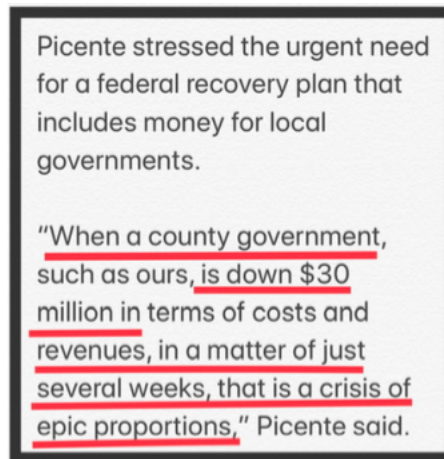 Picente stressed the urgent need
for a federal recovery plan that
includes money for local
governments.
“When a county government,
such as ours, is down $30
million in terms of costs and
revenues, in a matter of just
several weeks, that is a crisis of
epic proportions,” Picente said.